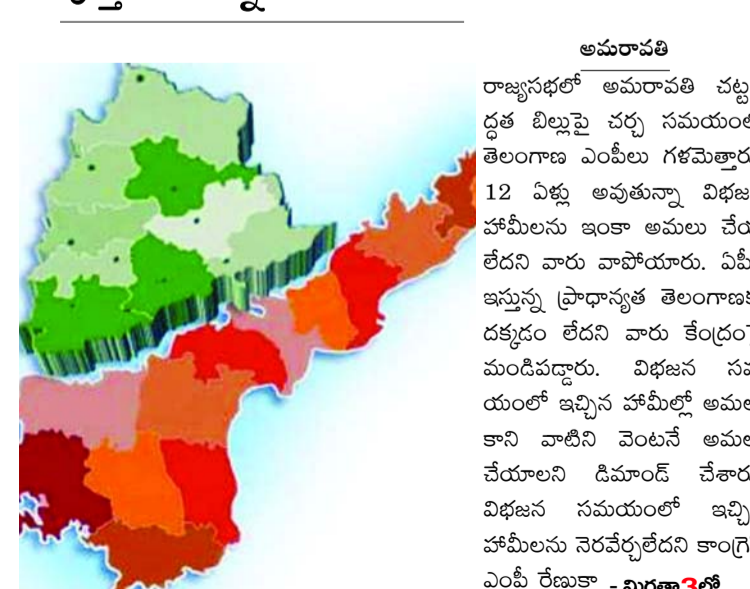 అమరావతి
రాజ్యసభలో అమరావతి చట్ట
ద్ధత బిల్లుపై చర్చ సమయంల
తెలంగాణ ఎంపీలు గళమెత్తారు
12 ఏళ్లు అవుతున్నా విభజ
హామీలను ఇంకా అమలు చేయ
లేదని వారు వాపోయారు. ఏపీ
ఇస్తున్న ప్రాధాన్యత తెలంగాణక
దక్కడం లేదని వారు కేంద్రం
మండిపడ్డారు. విభజన సమ
యంలో ఇచ్చిన హామీల్లో అమల
కాని వాటిని వెంటనే అమల
చేయాలని డిమాండ్ చేశారు
విభజన సమయంలో ఇచ్చి
హామీలను నెరవేర్చలేదని కాంగ్రె
ఎంపీ రేణుకా - మిగతా3లో